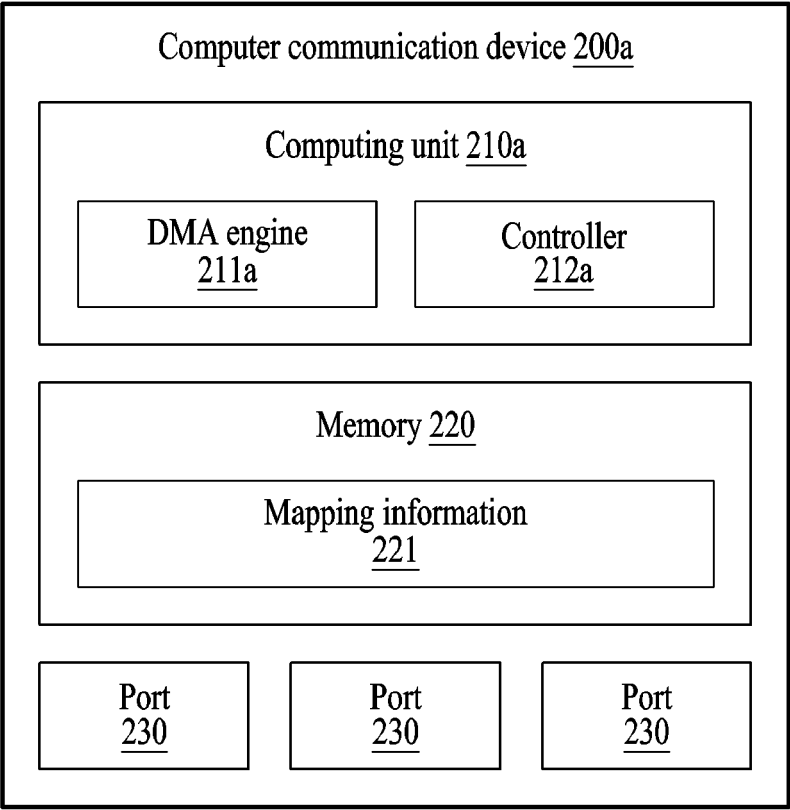 Computer communication device 200a
Computing unit 210a
DMA engine
211a
Controller
212a
Memory 220
Mapping information
221
Port
230
Port
230
Port
230